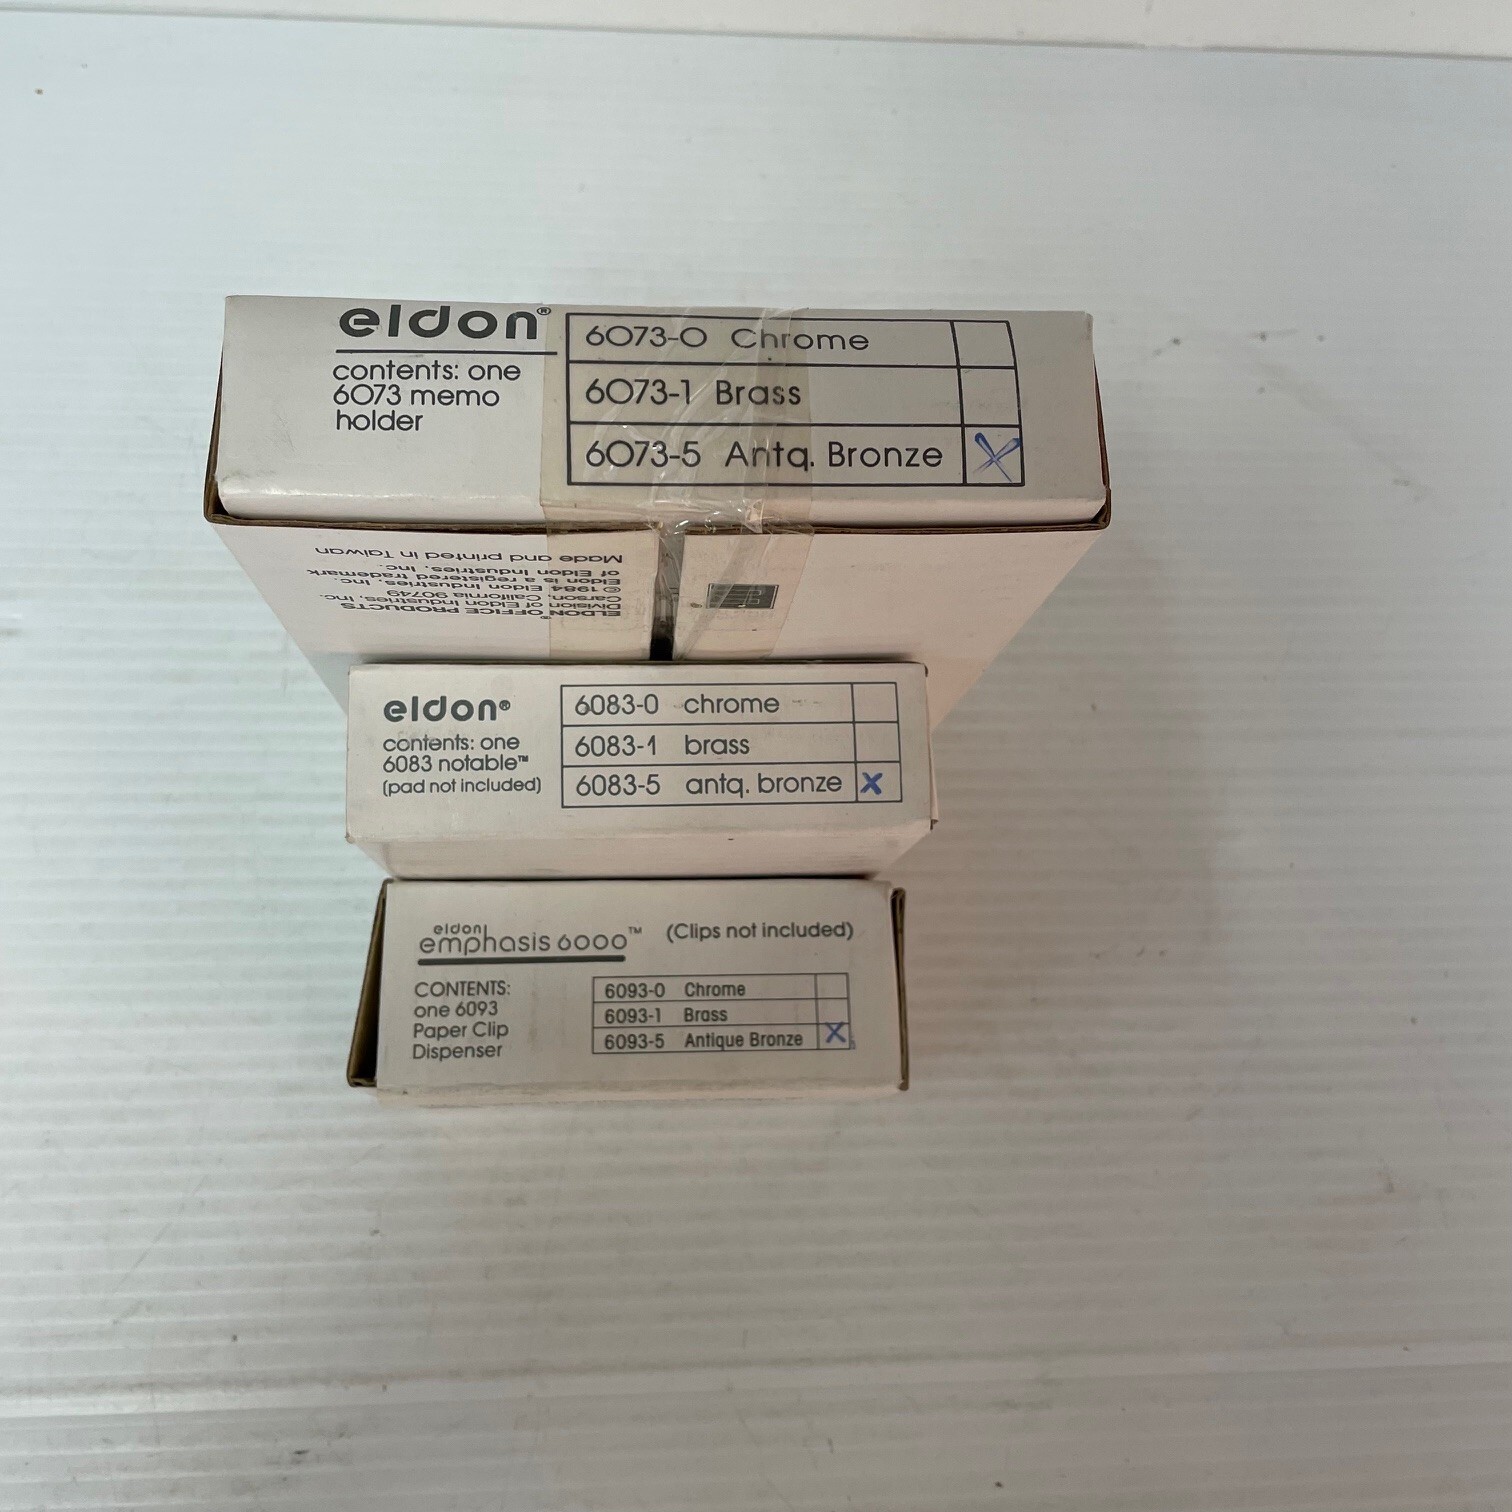 eldon®
contents: one
6073 memo
holder
6073-0 Chrome
6073-1 Brass
6073-5 Antq. Bronze X
ELDON® OFFICE PRODUCTS
Division of Eldon Industries, Inc.
Carson, California 90749
©1984 Eldon Industries, Inc.
Eldon is a registered trademark
of Eldon Industries, Inc.
Made and printed in Taiwan
eldon®
contents: one
6083 notable™
(pad not included)
6083-0 chrome
6083-1 brass
6083-5 antq. bronze X
eldon
emphasis 6000™
(Clips not included)
CONTENTS:
one 6093
Paper Clip
Dispenser
6093-0 Chrome
6093-1 Brass
6093-5 Antique Bronze X